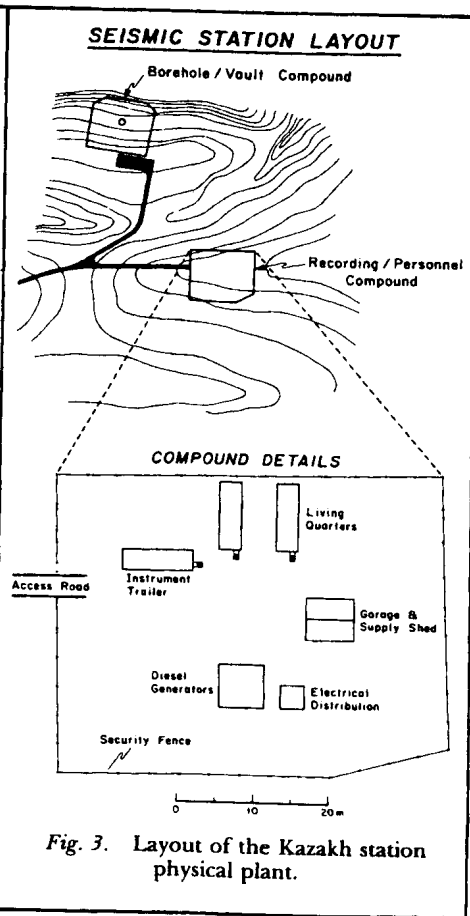 SEISMIC STATION LAYOUT
Borehole / Vault Compound
Recording / Personnel
Compound
COMPOUND DETAILS
Living
Quarters
Instrument
Trailer
Access Road
Garage &
Supply Shed
Diesel
Generators
Electrical
Distribution
Security Fence
0 10 20m
Fig. 3. Layout of the Kazakh station
physical plant.